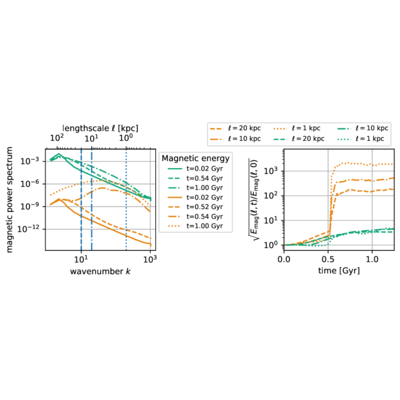 lengthscale ℓ [kpc]
10² 10¹ 10⁰
magnetic power spectrum
10⁻³
10⁻⁶
10⁻⁹
10⁻¹²
10¹ 10³
wavenumber k
Magnetic energy
t=0.02 Gyr
t=0.54 Gyr
t=1.00 Gyr
t=0.02 Gyr
t=0.52 Gyr
t=0.54 Gyr
t=1.00 Gyr
ℓ = 20 kpc ℓ = 1 kpc ℓ = 10 kpc
ℓ = 10 kpc ℓ = 20 kpc ℓ = 1 kpc
√E_mag(ℓ, t)/E_mag(ℓ, 0)
10³
10²
10¹
10⁰
0.0 0.5 1.0
time [Gyr]